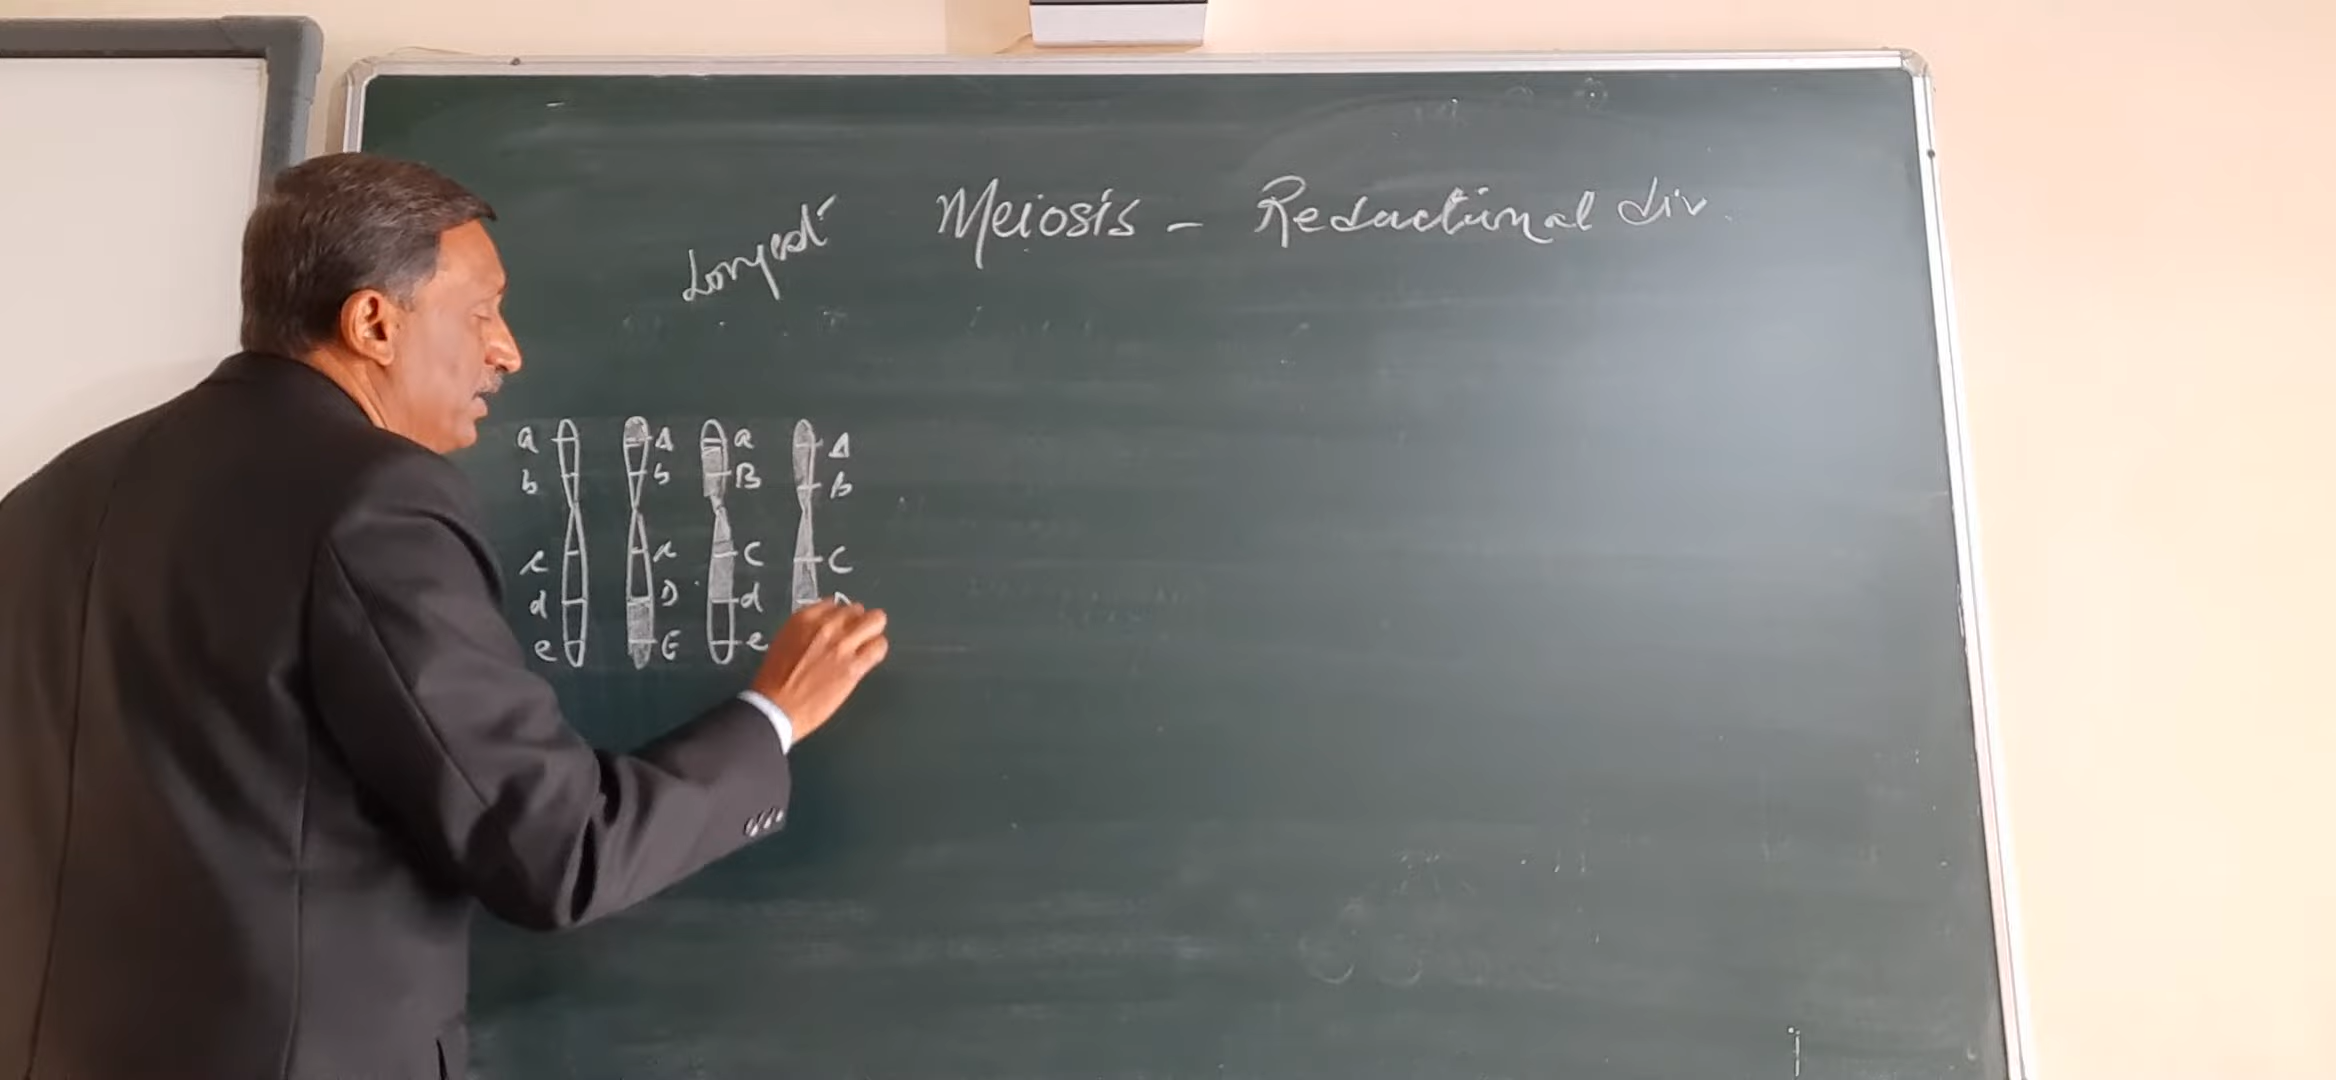 Longest Meiosis - Reductional div.
a A a A
b b B B
c c C C
d D d D
e E e